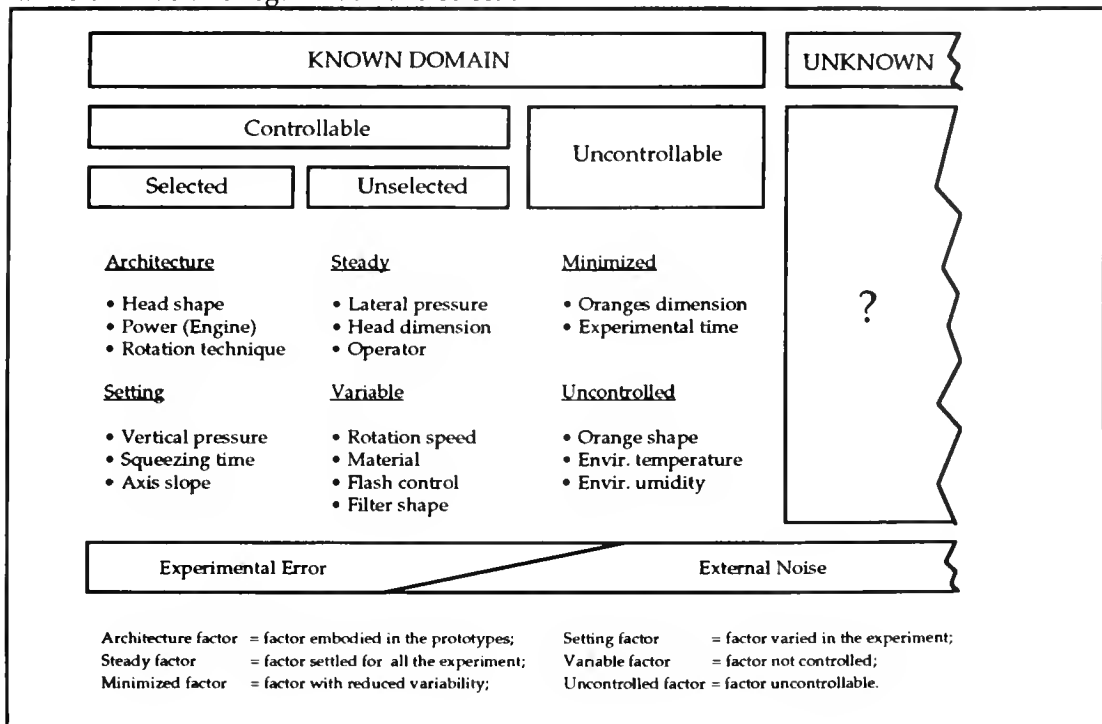 KNOWN DOMAIN
UNKNOWN
Controllable
Uncontrollable
Selected
Unselected
Architecture
• Head shape
• Power (Engine)
• Rotation technique
Setting
• Vertical pressure
• Squeezing time
• Axis slope
Steady
• Lateral pressure
• Head dimension
• Operator
Variable
• Rotation speed
• Material
• Flash control
• Filter shape
Minimized
• Oranges dimension
• Experimental time
Uncontrolled
• Orange shape
• Envir. temperature
• Envir. umidity
?
Experimental Error
External Noise
Architecture factor = factor embodied in the prototypes;
Steady factor = factor settled for all the experiment;
Minimized factor = factor with reduced variability;
Setting factor = factor varied in the experiment;
Variable factor = factor not controlled;
Uncontrolled factor = factor uncontrollable.